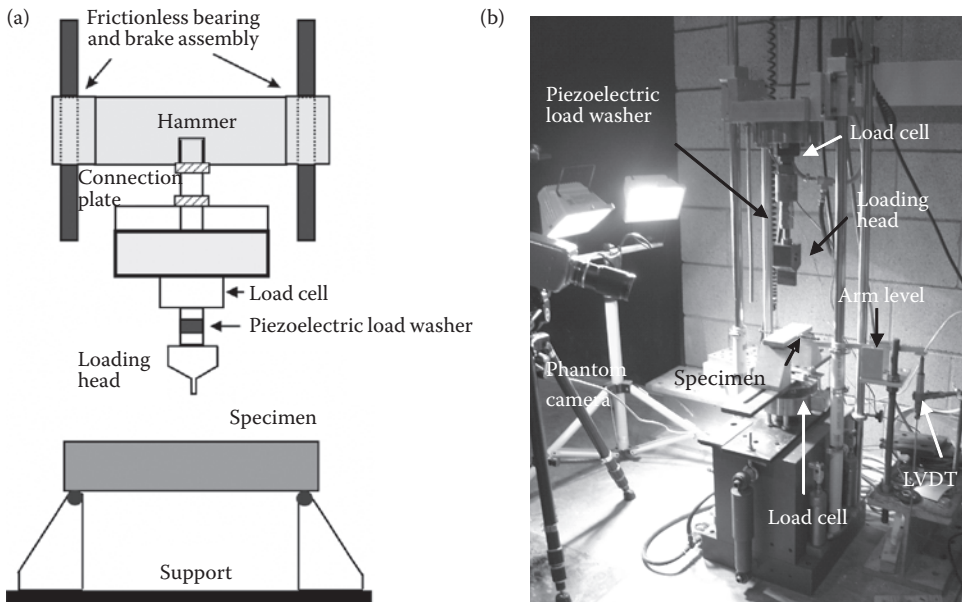 (a)
Frictionless bearing
and brake assembly
Hammer
Connection
plate
Load cell
Piezoelectric load washer
Loading
head
Specimen
Support
(b)
Piezoelectric
load washer
Load cell
Loading
head
Arm level
Phantom
camera
Specimen
LVDT
Load cell